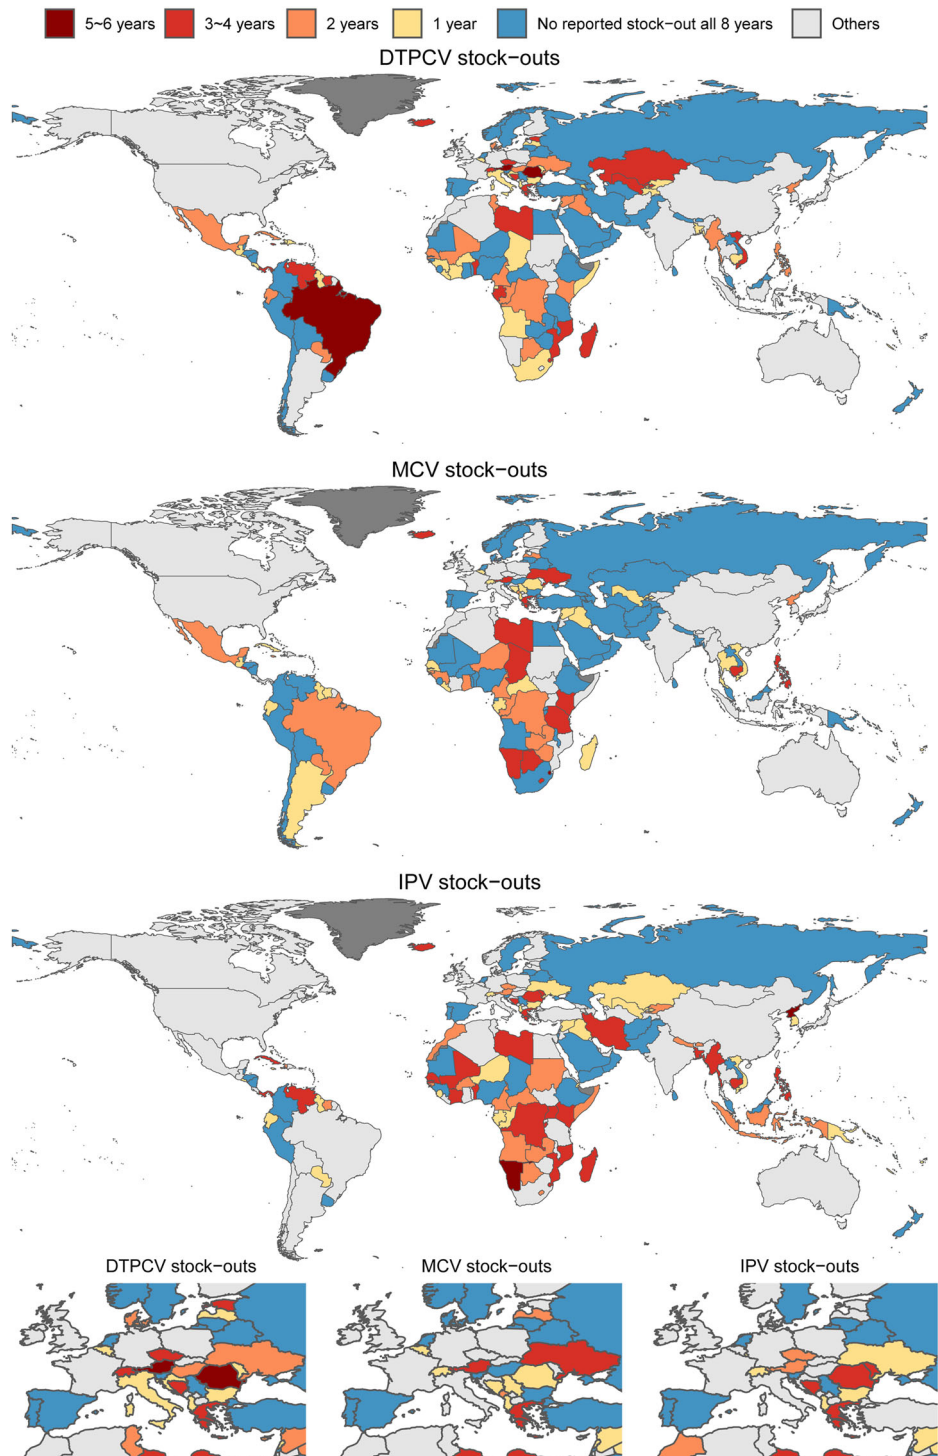 5~6 years 3~4 years 2 years 1 year No reported stock−out all 8 years Others
DTPCV stock−outs
MCV stock−outs
IPV stock−outs
DTPCV stock−outs MCV stock−outs IPV stock−outs